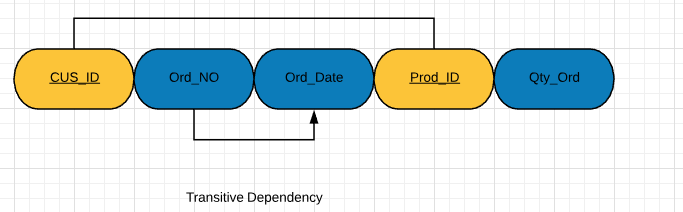 CUS_ID Ord_NO Ord_Date Prod_ID Qty_Ord
Transitive Dependency